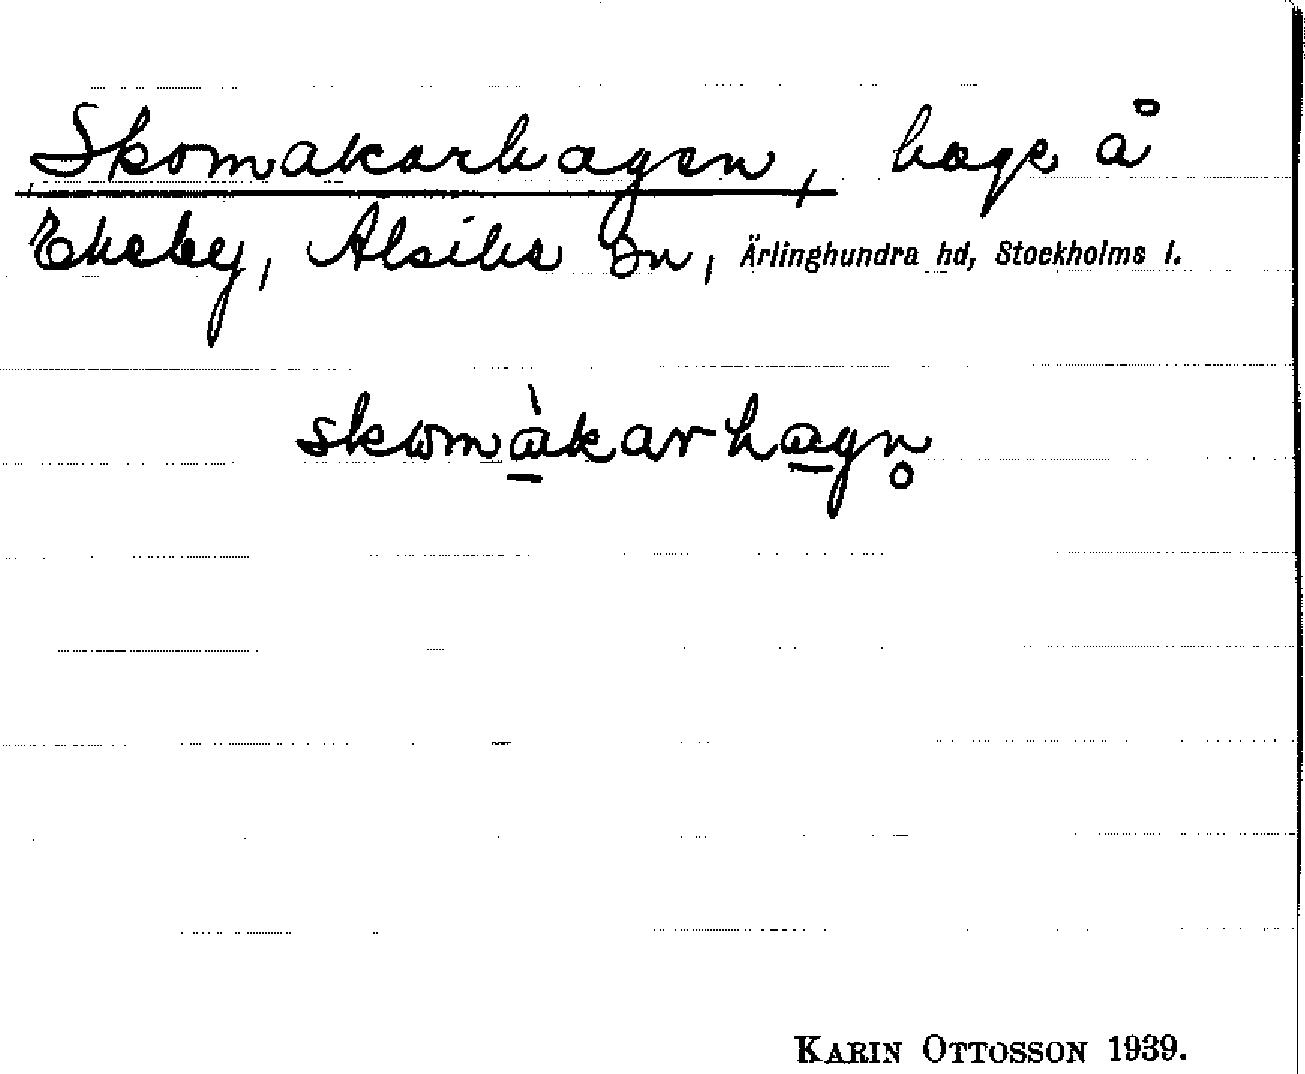 Skomakarhagen, hage å
Ekeby, Alsike sn, Ärlinghundra hd, Stockholms l.
skomàkarhagn̥
KARIN OTTOSSON 1939.